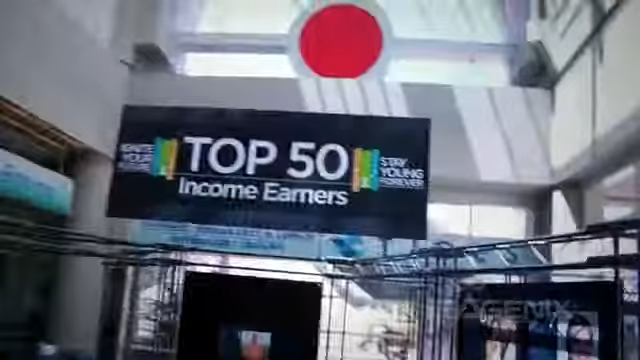 TOP 50
Income Earners
IGNITE
YOUR
STAY
YOUNG
FOREVER
AGENIX